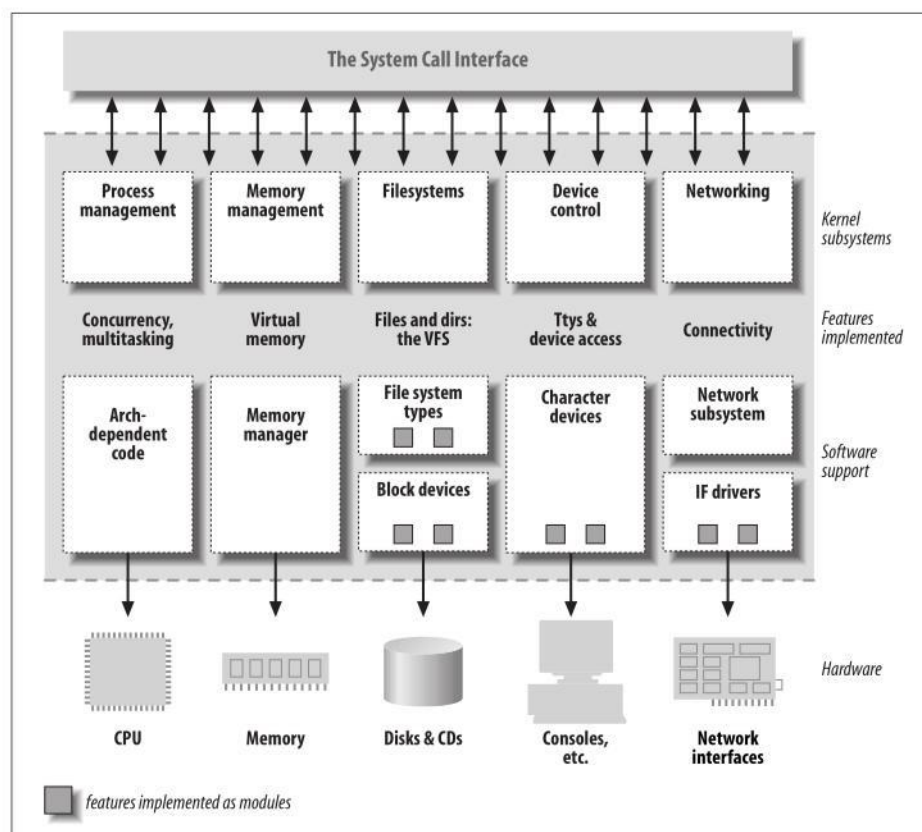 The System Call Interface
Process
management
Memory
management
Filesystems
Device
control
Networking
Kernel
subsystems
Concurrency,
multitasking
Virtual
memory
Files and dirs:
the VFS
Ttys &
device access
Connectivity
Features
implemented
Arch-
dependent
code
Memory
manager
File system
types
Block devices
Character
devices
Network
subsystem
IF drivers
Software
support
Hardware
CPU
Memory
Disks & CDs
Consoles,
etc.
Network
interfaces
features implemented as modules